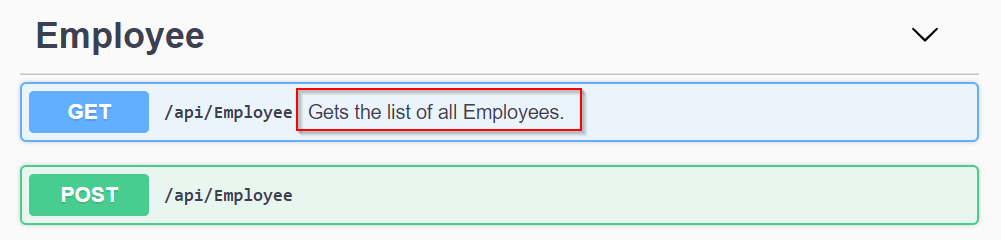 Employee
GET /api/Employee Gets the list of all Employees.
POST /api/Employee